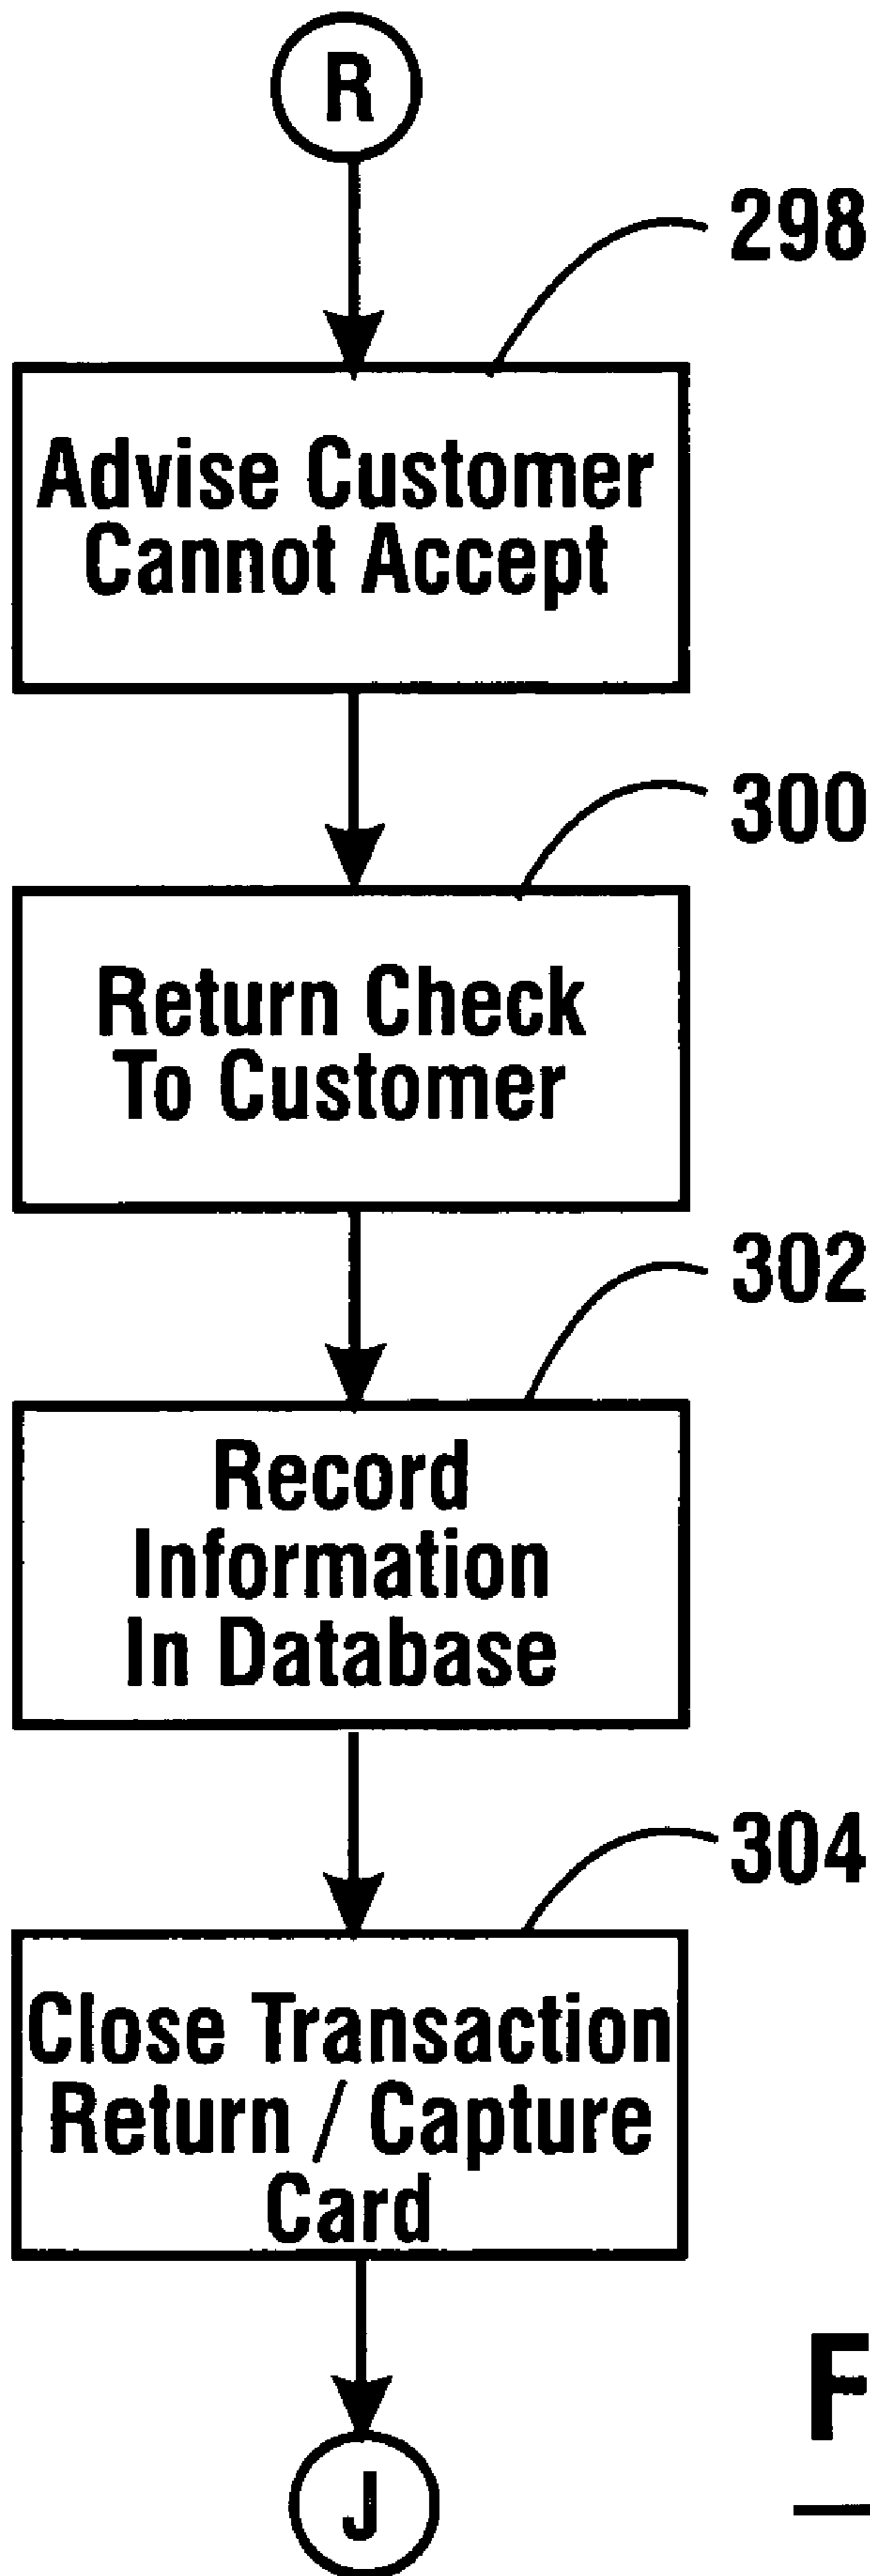 R
298
Advise Customer
Cannot Accept
300
Return Check
To Customer
302
Record
Information
In Database
304
Close Transaction
Return / Capture
Card
J
F